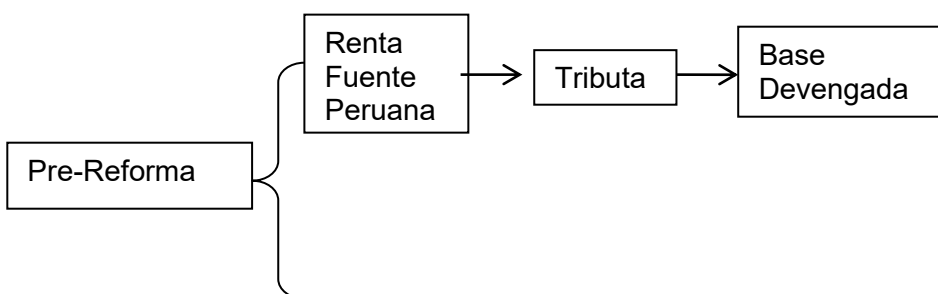 Renta
Fuente
Peruana
Tributa
Base
Devengada
Pre-Reforma